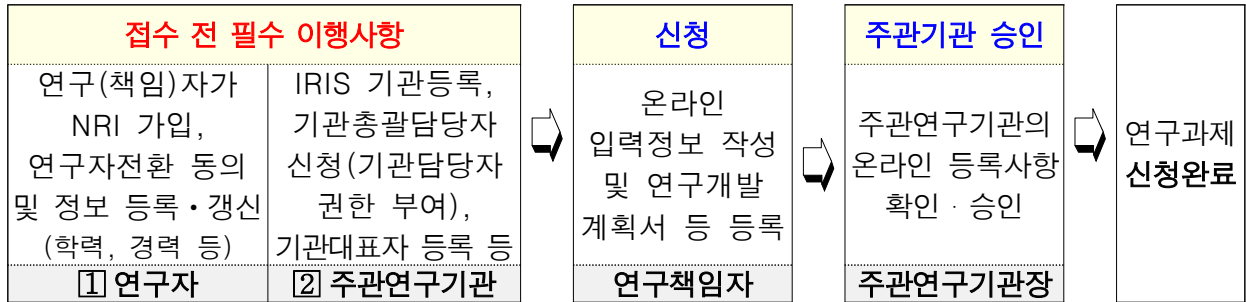 접수 전 필수 이행사항
연구(책임)자가
NRI 가입,
연구자전환 동의
및 정보 등록・갱신
(학력, 경력 등)
1 연구자
IRIS 기관등록,
기관총괄담당자
신청(기관담당자
권한 부여),
기관대표자 등록 등
2 주관연구기관
신청
온라인
입력정보 작성
및 연구개발
계획서 등 등록
연구책임자
주관기관 승인
주관연구기관의
온라인 등록사항
확인 · 승인
주관연구기관장
연구과제
신청완료